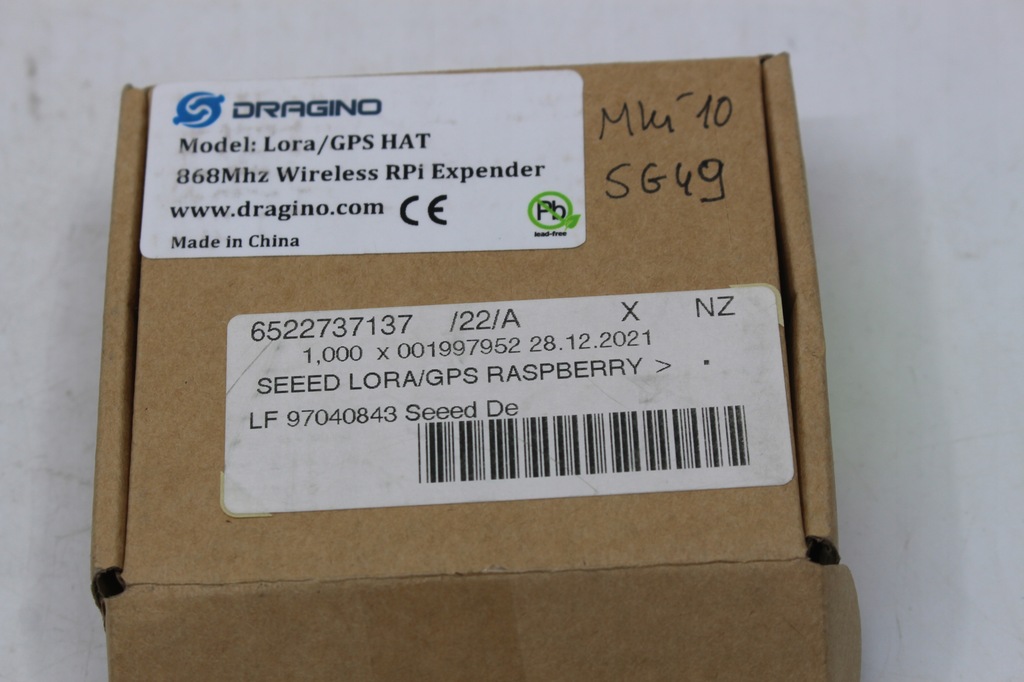 DRAGINO
Model: Lora/GPS HAT
868Mhz Wireless RPi Expender
www.dragino.com CE
Pb
lead-free
Made in China
10
SG49
6522737137 /22/A X NZ
1,000 x 001997952 28.12.2021
SEEED LORA/GPS RASPBERRY >
LF 97040843 Seeed De